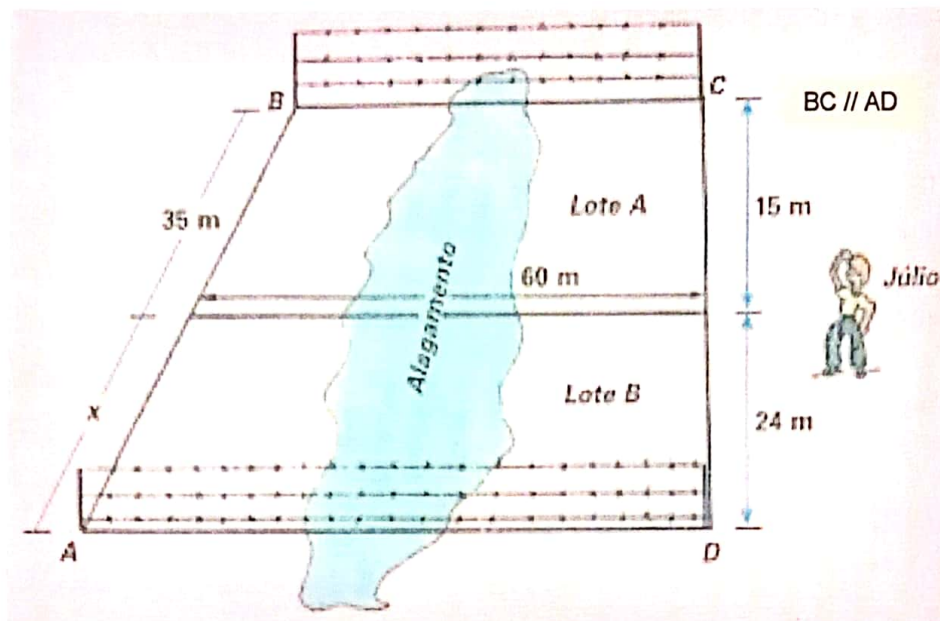 B
C
BC // AD
35 m
Lote A
15 m
60 m
Júlio
Alagamento
x
Lote B
24 m
A
D